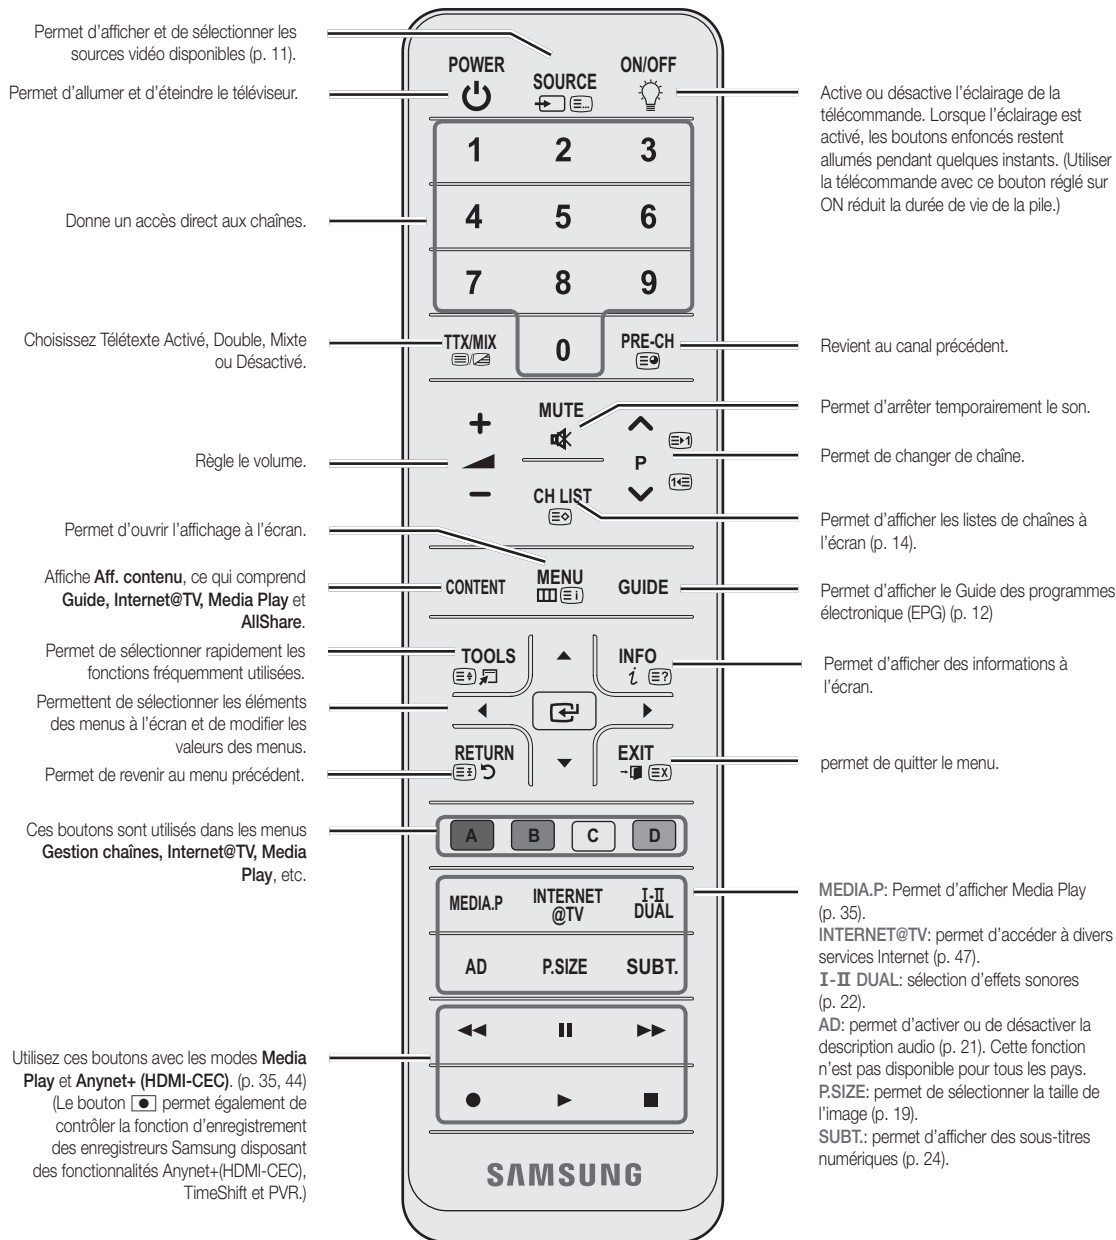 Permet d'afficher et de sélectionner les
sources vidéo disponibles (p. 11).
Permet d'allumer et d'éteindre le téléviseur.
Donne un accès direct aux chaînes.
Choisissez Télétexte Activé, Double, Mixte
ou Désactivé.
Règle le volume.
Permet d'ouvrir l'affichage à l'écran.
Affiche Aff. contenu, ce qui comprend
Guide, Internet@TV, Media Play et
AllShare.
Permet de sélectionner rapidement les
fonctions fréquemment utilisées.
Permettent de sélectionner les éléments
des menus à l'écran et de modifier les
valeurs des menus.
Permet de revenir au menu précédent.
Ces boutons sont utilisés dans les menus
Gestion chaînes, Internet@TV, Media
Play, etc.
Utilisez ces boutons avec les modes Media
Play et Anynet+ (HDMI-CEC). (p. 35, 44)
(Le bouton permet également de
contrôler la fonction d'enregistrement
des enregistreurs Samsung disposant
des fonctionnalités Anynet+(HDMI-CEC),
TimeShift et PVR.)
POWER
SOURCE
ON/OFF
1 2 3
4 5 6
7 8 9
TTX/MIX
0
PRE-CH
+
MUTE
P
−
CH LIST
CONTENT
MENU
GUIDE
TOOLS
INFO
RETURN
EXIT
A B C D
MEDIA.P
INTERNET
@TV
I-II
DUAL
AD
P.SIZE
SUBT.
SAMSUNG
Active ou désactive l'éclairage de la
télécommande. Lorsque l'éclairage est
activé, les boutons enfoncés restent
allumés pendant quelques instants. (Utiliser
la télécommande avec ce bouton réglé sur
ON réduit la durée de vie de la pile.)
Revient au canal précédent.
Permet d'arrêter temporairement le son.
Permet de changer de chaîne.
Permet d'afficher les listes de chaînes à
l'écran (p. 14).
Permet d'afficher le Guide des programmes
électronique (EPG) (p. 12)
Permet d'afficher des informations à
l'écran.
permet de quitter le menu.
MEDIA.P: Permet d'afficher Media Play
(p. 35).
INTERNET@TV: permet d'accéder à divers
services Internet (p. 47).
I-II DUAL: sélection d'effets sonores
(p. 22).
AD: permet d'activer ou de désactiver la
description audio (p. 21). Cette fonction
n'est pas disponible pour tous les pays.
P.SIZE: permet de sélectionner la taille de
l'image (p. 19).
SUBT.: permet d'afficher des sous-titres
numériques (p. 24).